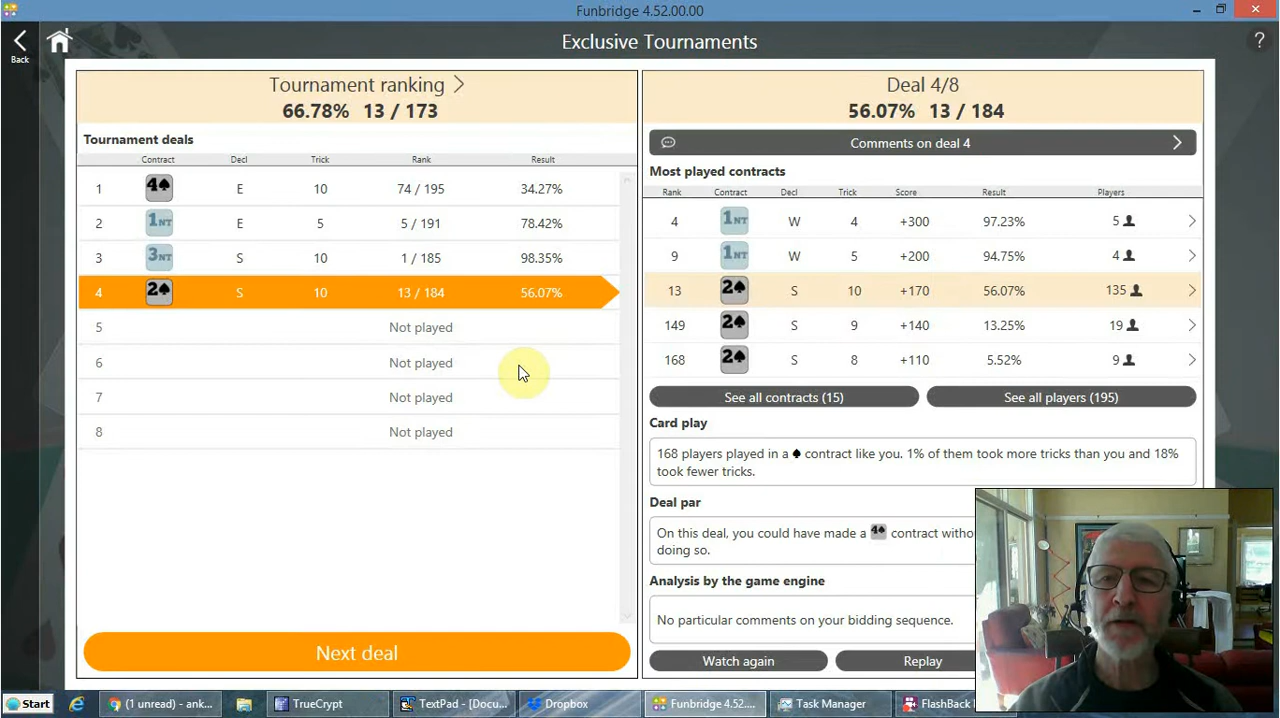 Funbridge 4.52.00.00
Back
Exclusive Tournaments
?
Tournament ranking
66.78% 13 / 173
Tournament deals
Contract Decl Trick Rank Result
1 4♠ E 10 74 / 195 34.27%
2 1NT E 5 5 / 191 78.42%
3 3NT S 10 1 / 185 98.35%
4 2♠ S 10 13 / 184 56.07%
5 Not played
6 Not played
7 Not played
8 Not played
Next deal
Deal 4/8
56.07% 13 / 184
Comments on deal 4
Most played contracts
Rank Contract Decl Trick Score Result Players
4 1NT W 4 +300 97.23% 5
9 1NT W 5 +200 94.75% 4
13 2♠ S 10 +170 56.07% 135
149 2♠ S 9 +140 13.25% 19
168 2♠ S 8 +110 5.52% 9
See all contracts (15) See all players (195)
Card play
168 players played in a ♠ contract like you. 1% of them took more tricks than you and 18%
took fewer tricks.
Deal par
On this deal, you could have made a 4♠ contract witho
doing so.
Analysis by the game engine
No particular comments on your bidding sequence.
Watch again Replay
Start (1 unread) - ank... TrueCrypt TextPad - [Docu... Dropbox Funbridge 4.52.... Task Manager FlashBack